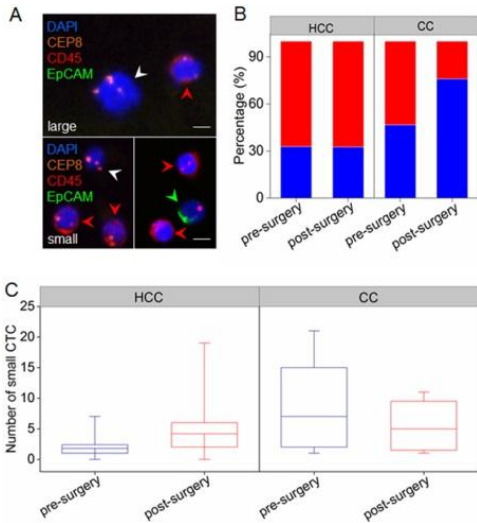 A
DAPI
CEP8
CD45
EpCAM
large
DAPI
CEP8
CD45
EpCAM
small
B
HCC
CC
Percentage (%)
90
60
30
0
pre-surgery
post-surgery
pre-surgery
post-surgery
C
HCC
CC
Number of small CTC
25
20
15
10
5
0
pre-surgery
post-surgery
pre-surgery
post-surgery